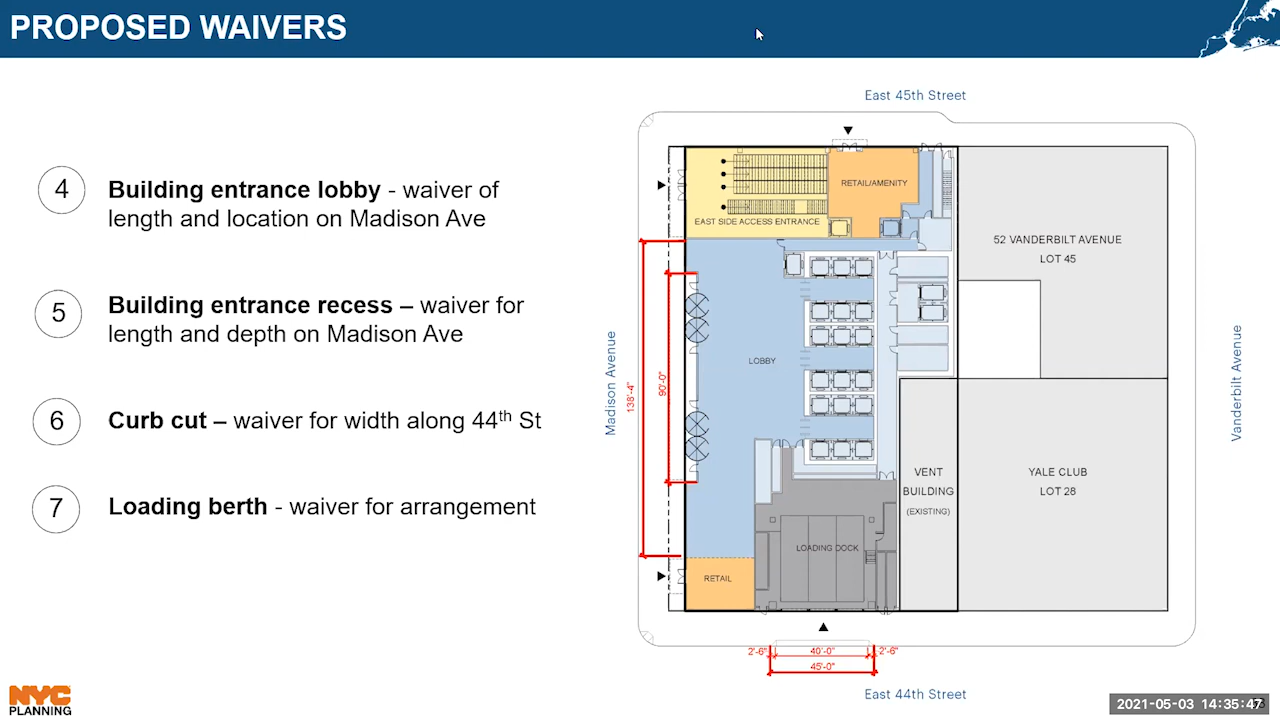 PROPOSED WAIVERS
4
Building entrance lobby - waiver of
length and location on Madison Ave
5
Building entrance recess – waiver for
length and depth on Madison Ave
6
Curb cut – waiver for width along 44th St
7
Loading berth - waiver for arrangement
East 45th Street
RETAIL/AMENITY
EAST SIDE ACCESS ENTRANCE
52 VANDERBILT AVENUE
LOT 45
Madison Avenue
138'-4"
90'-0"
LOBBY
Vanderbilt Avenue
VENT
BUILDING
(EXISTING)
YALE CLUB
LOT 28
LOADING DOCK
RETAIL
2'-6"
40'-0"
2'-6"
45'-0"
East 44th Street
NYC
PLANNING
2021-05-03 14:35:47